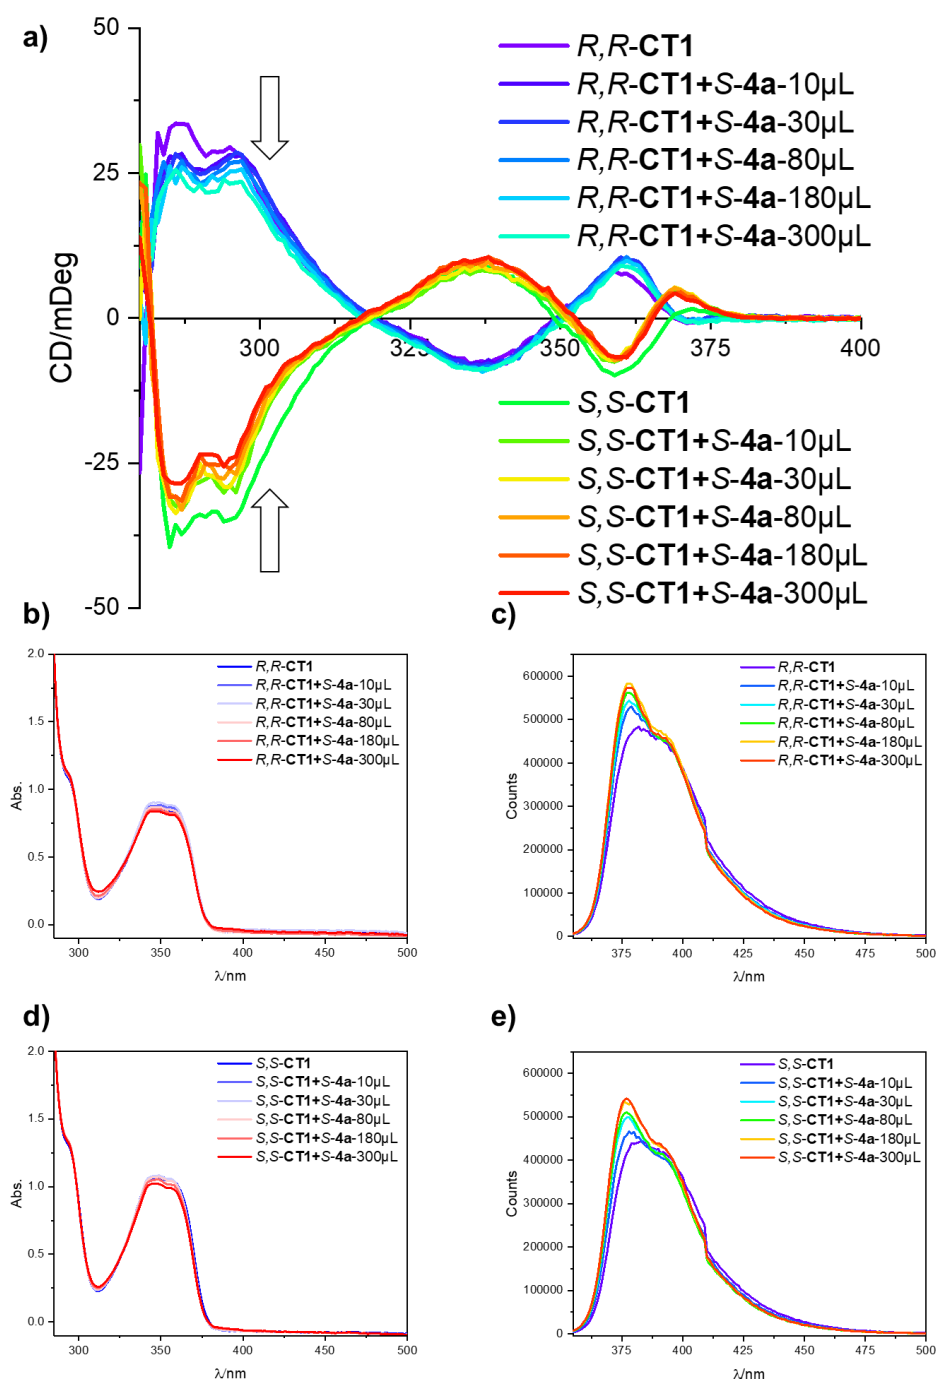 a)
50
25
0
-25
-50
CD/mDeg
300
325
350
375
400
R,R-CT1
R,R-CT1+S-4a-10µL
R,R-CT1+S-4a-30µL
R,R-CT1+S-4a-80µL
R,R-CT1+S-4a-180µL
R,R-CT1+S-4a-300µL
S,S-CT1
S,S-CT1+S-4a-10µL
S,S-CT1+S-4a-30µL
S,S-CT1+S-4a-80µL
S,S-CT1+S-4a-180µL
S,S-CT1+S-4a-300µL
b)
2.0
1.5
1.0
0.5
0.0
Abs.
300
350
400
450
500
λ/nm
R,R-CT1
R,R-CT1+S-4a-10µL
R,R-CT1+S-4a-30µL
R,R-CT1+S-4a-80µL
R,R-CT1+S-4a-180µL
R,R-CT1+S-4a-300µL
c)
600000
500000
400000
300000
200000
100000
0
Counts
375
400
425
450
500
λ/nm
R,R-CT1
R,R-CT1+S-4a-10µL
R,R-CT1+S-4a-30µL
R,R-CT1+S-4a-80µL
R,R-CT1+S-4a-180µL
R,R-CT1+S-4a-300µL
d)
2.0
1.5
1.0
0.5
0.0
Abs.
300
350
400
450
500
λ/nm
S,S-CT1
S,S-CT1+S-4a-10µL
S,S-CT1+S-4a-30µL
S,S-CT1+S-4a-80µL
S,S-CT1+S-4a-180µL
S,S-CT1+S-4a-300µL
e)
600000
500000
400000
300000
200000
100000
0
Counts
375
400
425
450
500
λ/nm
S,S-CT1
S,S-CT1+S-4a-10µL
S,S-CT1+S-4a-30µL
S,S-CT1+S-4a-80µL
S,S-CT1+S-4a-180µL
S,S-CT1+S-4a-300µL